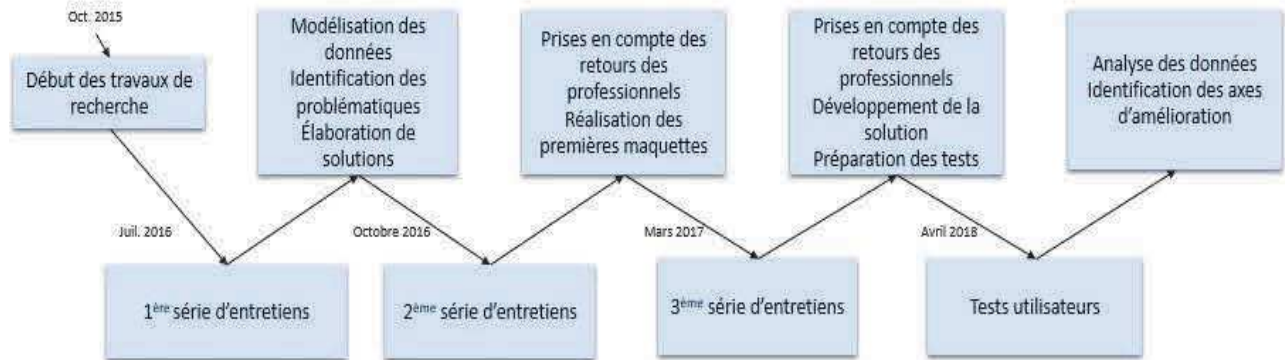 Oct. 2015
Début des travaux de
recherche
Juil. 2016
1ère série d'entretiens
Modélisation des
données
Identification des
problématiques
Élaboration de
solutions
Octobre 2016
2ème série d'entretiens
Prises en compte des
retours des
professionnels
Réalisation des
premières maquettes
Mars 2017
3ème série d'entretiens
Prises en compte des
retours des
professionnels
Développement de la
solution
Préparation des tests
Avril 2018
Tests utilisateurs
Analyse des données
Identification des axes
d'amélioration